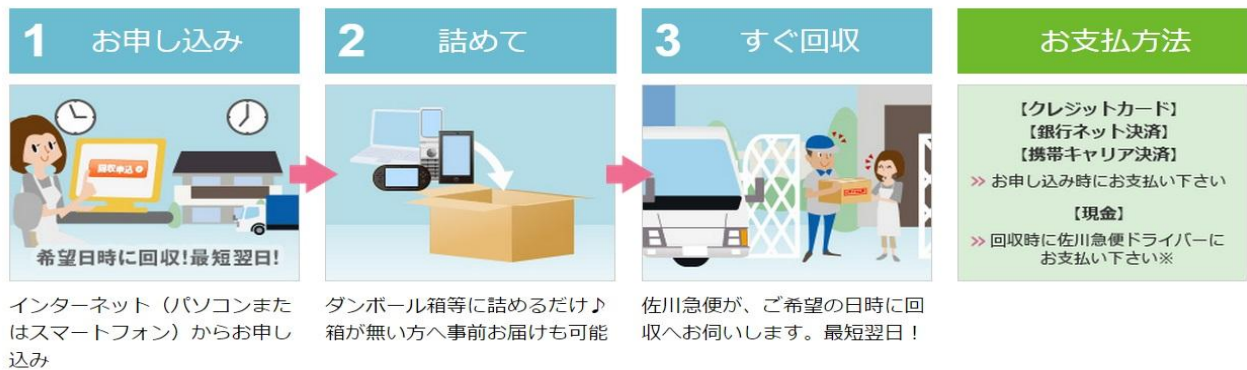 1 お申し込み
2 詰めて
3 すぐ回収
お支払方法
回収申込
希望日時に回収!最短翌日!
【クレジットカード】
【銀行ネット決済】
【携帯キャリア決済】
≫ お申し込み時にお支払い下さい
【現金】
≫ 回収時に佐川急便ドライバーに
お支払い下さい※
インターネット(パソコンまた
はスマートフォン)からお申し
込み
ダンボール箱等に詰めるだけ♪
箱が無い方へ事前お届けも可能
佐川急便が、ご希望の日時に回
収へお伺いします。最短翌日!